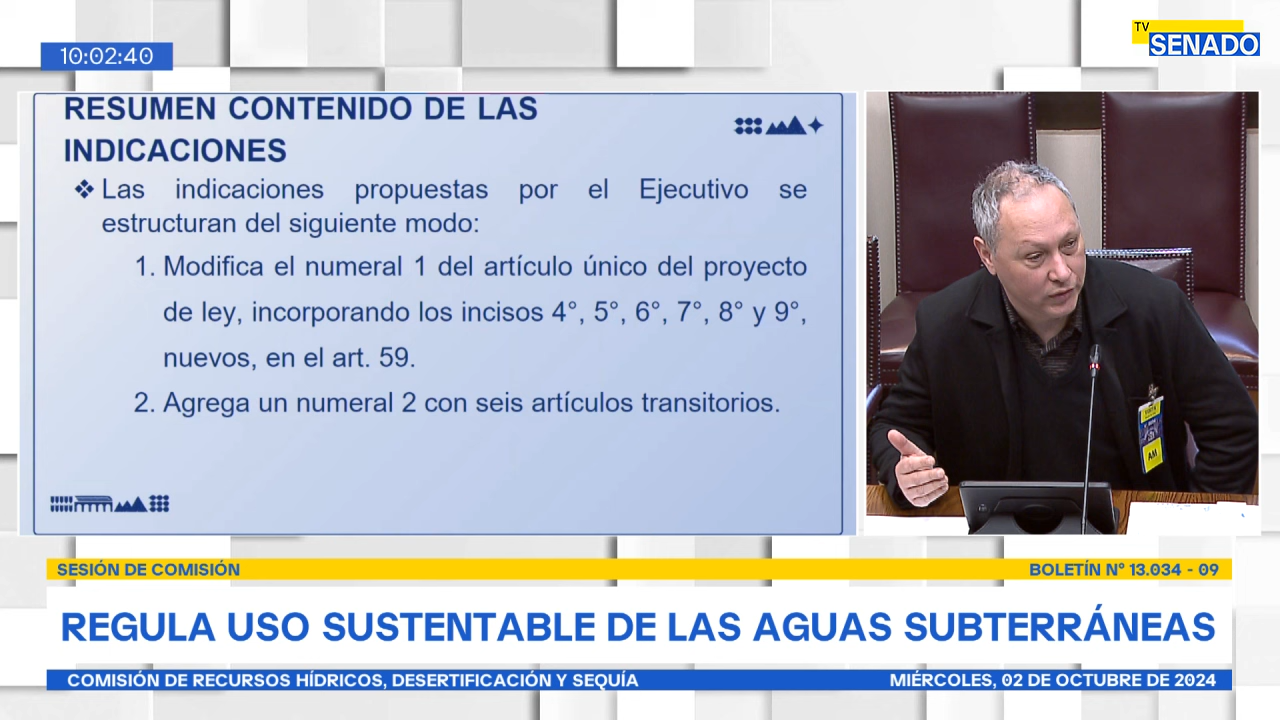 10:02:40
TV
SENADO
RESUMEN CONTENIDO DE LAS
INDICACIONES
❖ Las indicaciones propuestas por el Ejecutivo se
estructuran del siguiente modo:
1. Modifica el numeral 1 del artículo único del proyecto
de ley, incorporando los incisos 4°, 5°, 6°, 7°, 8° y 9°,
nuevos, en el art. 59.
2. Agrega un numeral 2 con seis artículos transitorios.
AM
SESIÓN DE COMISIÓN
BOLETÍN N° 13.034 - 09
REGULA USO SUSTENTABLE DE LAS AGUAS SUBTERRÁNEAS
COMISIÓN DE RECURSOS HÍDRICOS, DESERTIFICACIÓN Y SEQUÍA
MIÉRCOLES, 02 DE OCTUBRE DE 2024